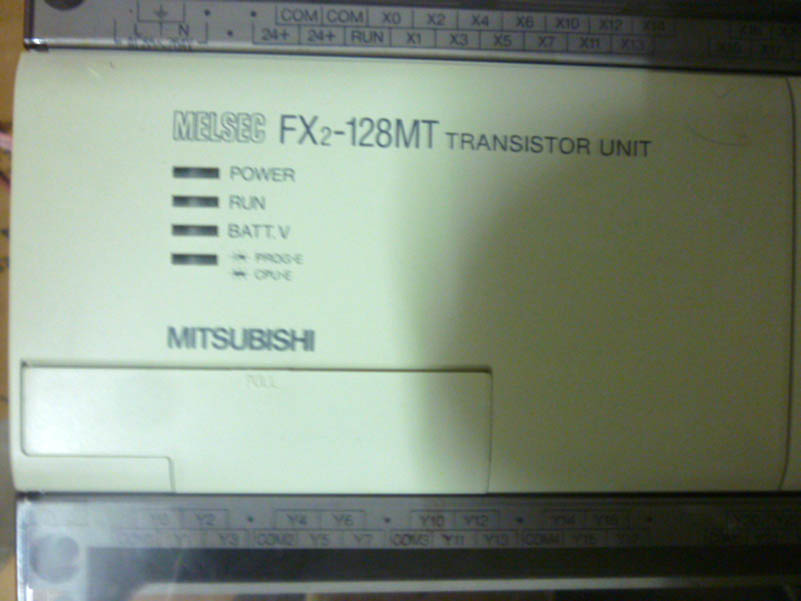 COM COM X0 X2 X4 X6 X10 X12 X14
L N 24+ 24+ RUN X1 X3 X5 X7 X11 X13
MELSEC FX2-128MT TRANSISTOR UNIT
POWER
RUN
BATT.V
PROG-E
CPU-E
MITSUBISHI
Y0 Y2 Y4 Y6 Y10 Y12 Y14 Y16
Y1 Y3 COM2 Y5 Y7 COM3 Y11 Y13 COM4 Y15 Y17